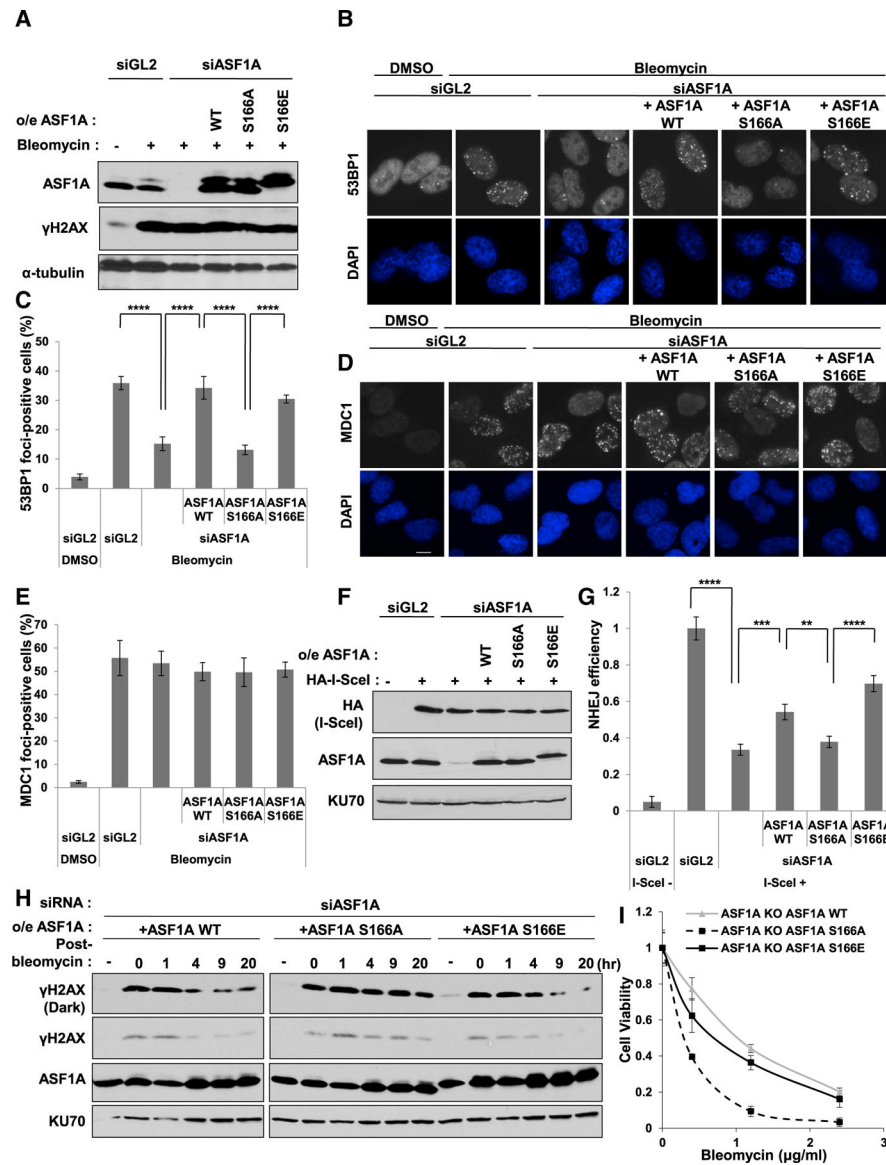 A
siGL2 siASF1A
o/e ASF1A : WT S166A S166E
Bleomycin : - + + + + +
ASF1A
γH2AX
α-tubulin
B
DMSO Bleomycin
siGL2 siASF1A
+ ASF1A + ASF1A + ASF1A
WT S166A S166E
53BP1
DAPI
C
**** **** **** ****
53BP1 foci-positive cells (%)
60
50
40
30
20
10
0
ASF1A ASF1A ASF1A
WT S166A S166E
siGL2 siGL2 siASF1A
DMSO Bleomycin
DMSO Bleomycin
siGL2 siASF1A
D
+ ASF1A + ASF1A + ASF1A
WT S166A S166E
MDC1
DAPI
E
MDC1 foci-positive cells (%)
70
60
50
40
30
20
10
0
ASF1A ASF1A ASF1A
WT S166A S166E
siGL2 siGL2 siASF1A
DMSO Bleomycin
F
siGL2 siASF1A
o/e ASF1A : WT S166A S166E
HA-I-SceI : - + + + + +
HA
(I-SceI)
ASF1A
KU70
G
**** *** ** ****
NHEJ efficiency
1.2
1
0.8
0.6
0.4
0.2
0
ASF1A ASF1A ASF1A
WT S166A S166E
siGL2 siGL2 siASF1A
I-SceI - I-SceI +
H
siRNA : siASF1A
o/e ASF1A : +ASF1A WT +ASF1A S166A +ASF1A S166E
Post-
bleomycin : - 0 1 4 9 20 - 0 1 4 9 20 - 0 1 4 9 20 (hr)
γH2AX
(Dark)
γH2AX
ASF1A
KU70
I
ASF1A KO ASF1A WT
ASF1A KO ASF1A S166A
ASF1A KO ASF1A S166E
Cell Viability
1.2
1
0.8
0.6
0.4
0.2
0
0 1 2 3
Bleomycin (μg/ml)